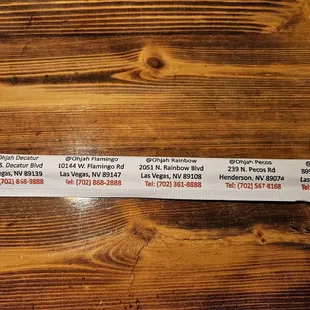 @Ohjah Decatur
S. Decatur Blvd
Vegas, NV 89139
(702) 868-9888
@Ohjah Flamingo
10144 W. Flamingo Rd
Las Vegas, NV 89147
Tel: (702) 868-2888
@Ohjah Rainbow
2051 N. Rainbow Blvd
Las Vegas, NV 89108
Tel: (702) 361-8888
@Ohjah Pecos
239 N. Pecos Rd
Henderson, NV 89074
Tel: (702) 567-8168